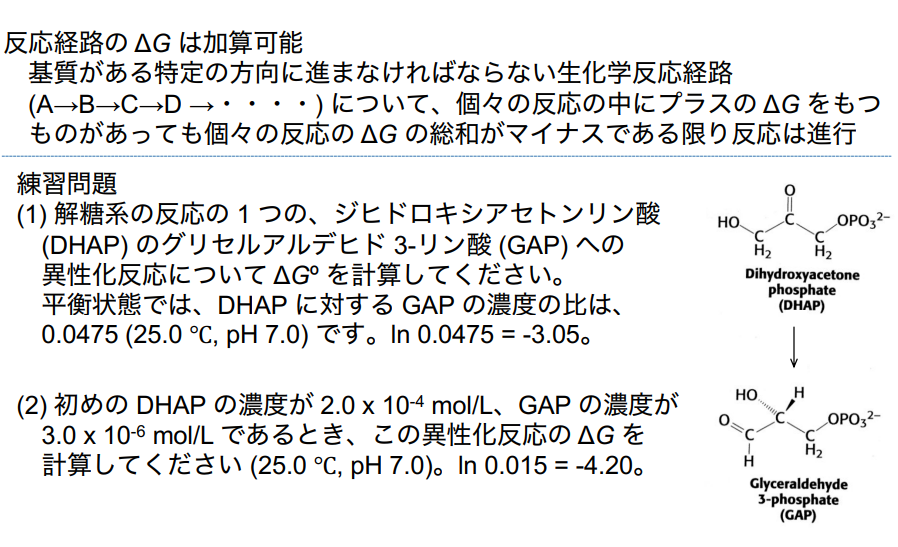 反応経路の ΔG は加算可能
基質がある特定の方向に進まなければならない生化学反応経路
(A→B→C→D →・・・・) について、個々の反応の中にプラスの ΔG をもつ
ものがあっても個々の反応の ΔG の総和がマイナスである限り反応は進行
練習問題
(1) 解糖系の反応の 1 つの、ジヒドロキシアセトンリン酸
(DHAP) のグリセルアルデヒド 3-リン酸 (GAP) への
異性化反応について ΔGº を計算してください。
平衡状態では、DHAP に対する GAP の濃度の比は、
0.0475 (25.0 ℃, pH 7.0) です。ln 0.0475 = -3.05。
(2) 初めの DHAP の濃度が 2.0 x 10⁻⁴ mol/L、GAP の濃度が
3.0 x 10⁻⁶ mol/L であるとき、この異性化反応の ΔG を
計算してください (25.0 ℃, pH 7.0)。ln 0.015 = -4.20。
O
HO C OPO₃²⁻
C C
H₂ H₂
Dihydroxyacetone
phosphate
(DHAP)
HO H
O C OPO₃²⁻
C C
H H₂
Glyceraldehyde
3-phosphate
(GAP)